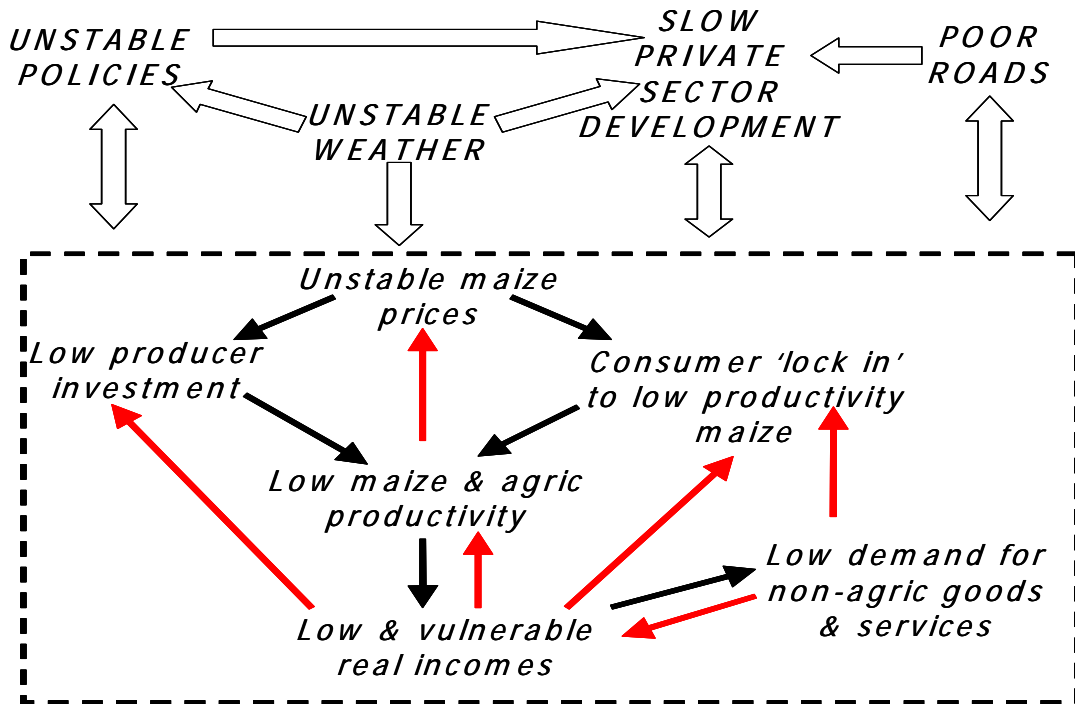 UNSTABLE
POLICIES
SLOW
PRIVATE
SECTOR
DEVELOPMENT
POOR
ROADS
UNSTABLE
WEATHER
Unstable maize
prices
Low producer
investment
Consumer ‘lock in’
to low productivity
maize
Low maize & agric
productivity
Low demand for
non-agric goods
& services
Low & vulnerable
real incomes